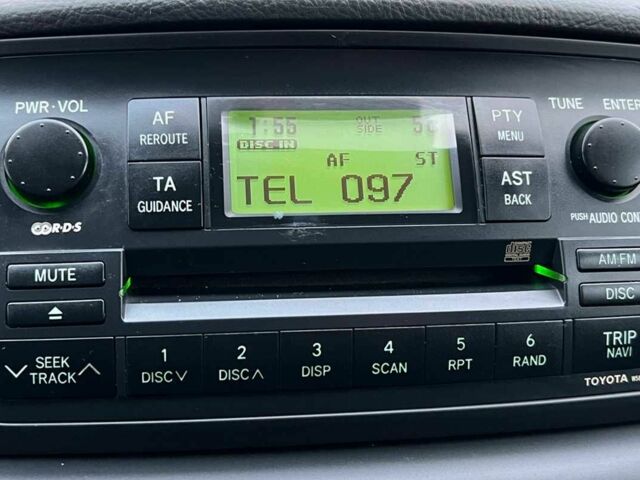 PWR·VOL
AF
REROUTE
TA
GUIDANCE
1:55
OUT
SIDE
DISC IN
AF
ST
TEL 097
PTY
MENU
AST
BACK
TUNE
ENTER
PUSH AUDIO CONT
R·D·S
DISC
MUTE
AM·FM
DISC
SEEK
TRACK
1
DISC
2
DISC
3
DISP
4
SCAN
5
RPT
6
RAND
TRIP
NAVI
TOYOTA